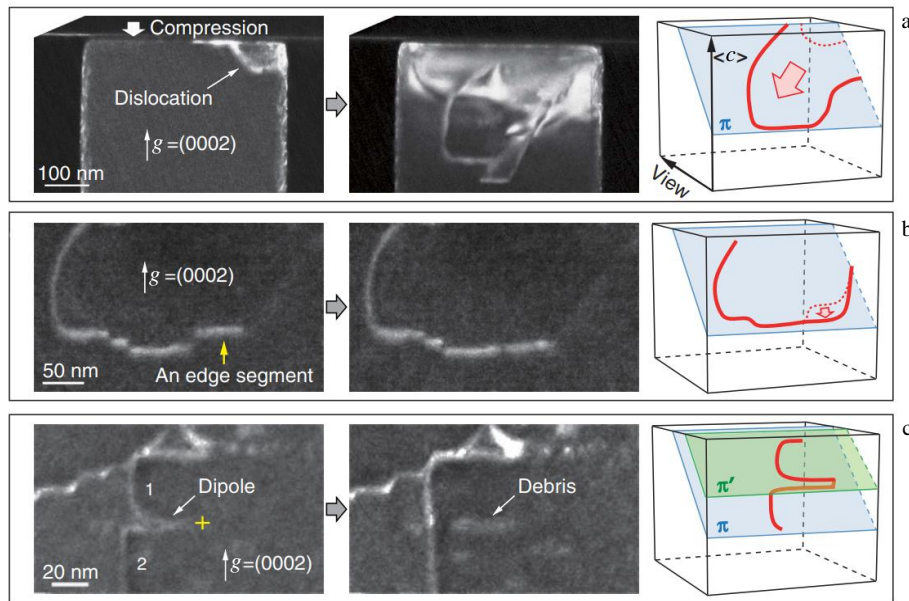 a
Compression
Dislocation
g =(0002)
100 nm
<c>
π
View
b
g =(0002)
50 nm
An edge segment
c
1
Dipole
2
g =(0002)
20 nm
Debris
π′
π